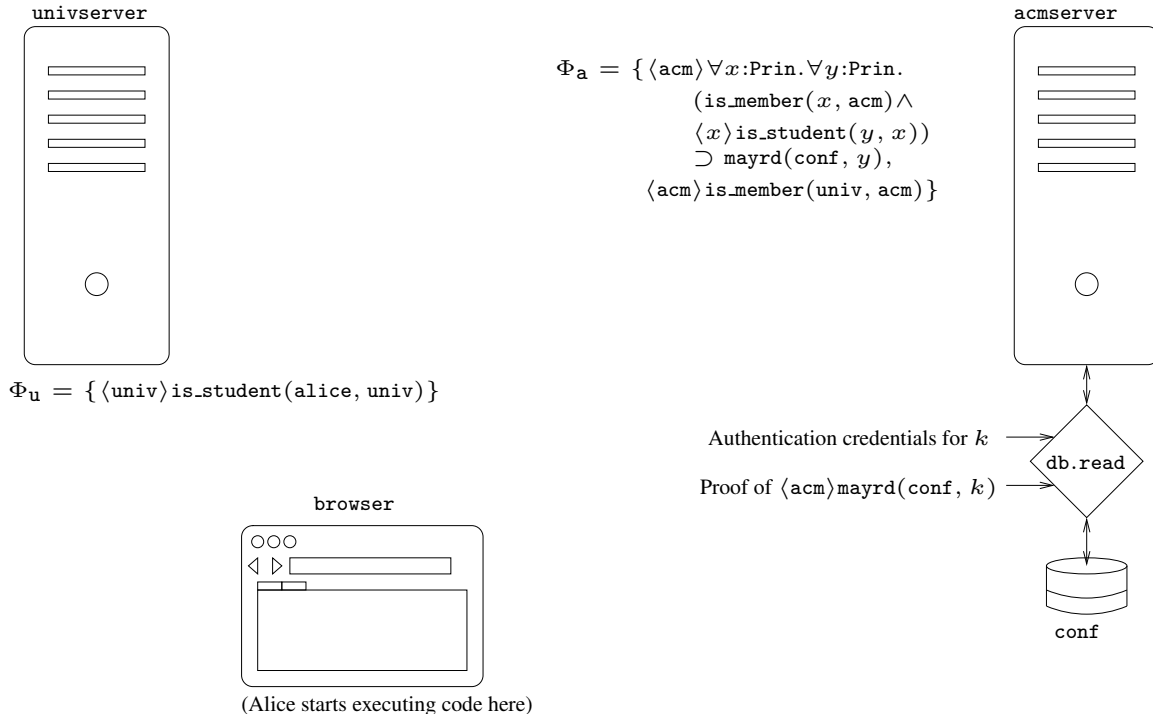 univserver
acmserver
Φa = {⟨acm⟩∀x:Prin.∀y:Prin.
(is_member(x, acm)∧
⟨x⟩is_student(y, x))
⊃ mayrd(conf, y),
⟨acm⟩is_member(univ, acm)}
Φu = {⟨univ⟩is_student(alice, univ)}
Authentication credentials for k
db.read
Proof of ⟨acm⟩mayrd(conf, k)
browser
conf
(Alice starts executing code here)